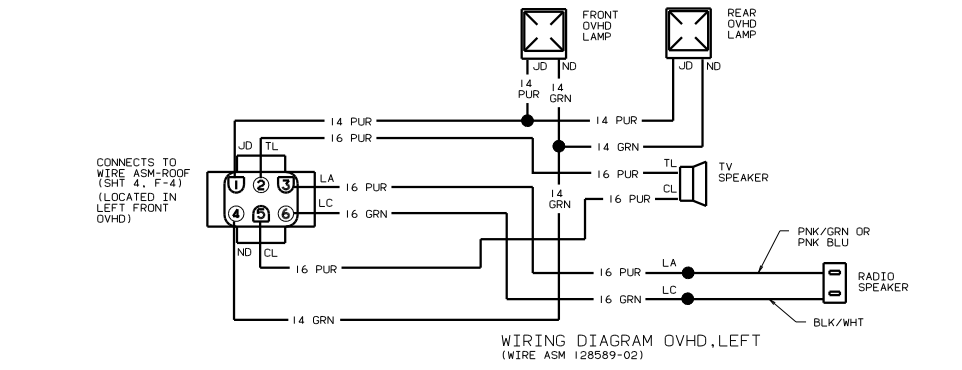 FRONT
OVHD
LAMP
REAR
OVHD
LAMP
JD
ND
JD
ND
14
PUR
14
GRN
14 PUR
14 PUR
16 PUR
14 GRN
JD
TL
CONNECTS TO
WIRE ASM-ROOF
(SHT 4, F-4)
(LOCATED IN
LEFT FRONT
OVHD)
1
2
3
4
5
6
LA
16 PUR
LC
16 GRN
16 PUR
TL
CL
TV
SPEAKER
14
GRN
16 PUR
ND
CL
16 PUR
PNK/GRN OR
PNK BLU
16 PUR
LA
RADIO
SPEAKER
16 GRN
LC
14 GRN
BLK/WHT
WIRING DIAGRAM OVHD,LEFT
(WIRE ASM 128589-02)